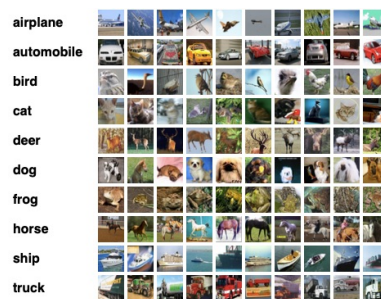 airplane
automobile
bird
cat
deer
dog
frog
horse
ship
truck